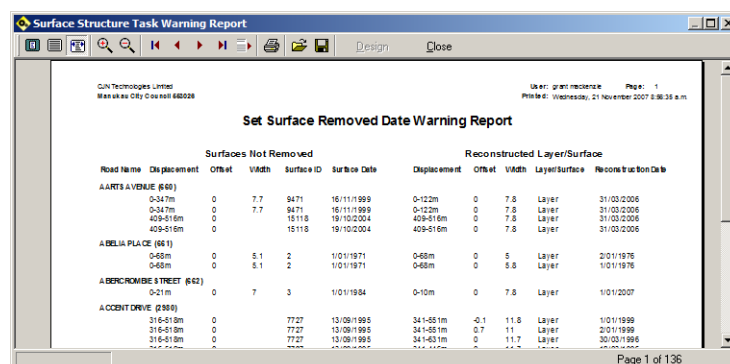 Surface Structure Task Warning Report
Design Close
CJN Technologies Limited User: grant mackenzie Page: 1
Manukau City Council 663026 Printed: Wednesday, 21 November 2007 8:56:35 a.m.
Set Surface Removed Date Warning Report
Surfaces Not Removed Reconstructed Layer/Surface
Road Name Displacement Offset Width Surface ID Surface Date Displacement Offset Width Layer/Surface Reconstruction Date
AARTS AVENUE (660)
0-347m 0 7.7 9471 16/11/1999 0-122m 0 7.8 Layer 31/03/2006
0-347m 0 7.7 9471 16/11/1999 0-122m 0 7.8 Layer 31/03/2006
409-516m 0 15118 19/10/2004 409-516m 0 7.8 Layer 31/03/2006
409-516m 0 15118 19/10/2004 409-516m 0 7.8 Layer 31/03/2006
ABELIA PLACE (661)
0-68m 0 5.1 2 1/01/1971 0-68m 0 5 Layer 2/01/1976
0-68m 0 5.1 2 1/01/1971 0-68m 0 5.8 Layer 1/01/1976
ABERCROMBIE STREET (662)
0-21m 0 7 3 1/01/1984 0-10m 0 7.8 Layer 1/01/2007
ACCENT DRIVE (2980)
316-518m 0 7727 13/09/1995 341-551m -0.1 11.8 Layer 1/01/1999
316-518m 0 7727 13/09/1995 341-551m 0.7 11 Layer 2/01/1999
316-518m 0 7727 13/09/1995 341-631m 0 11.7 Layer 30/03/1996
Page 1 of 136